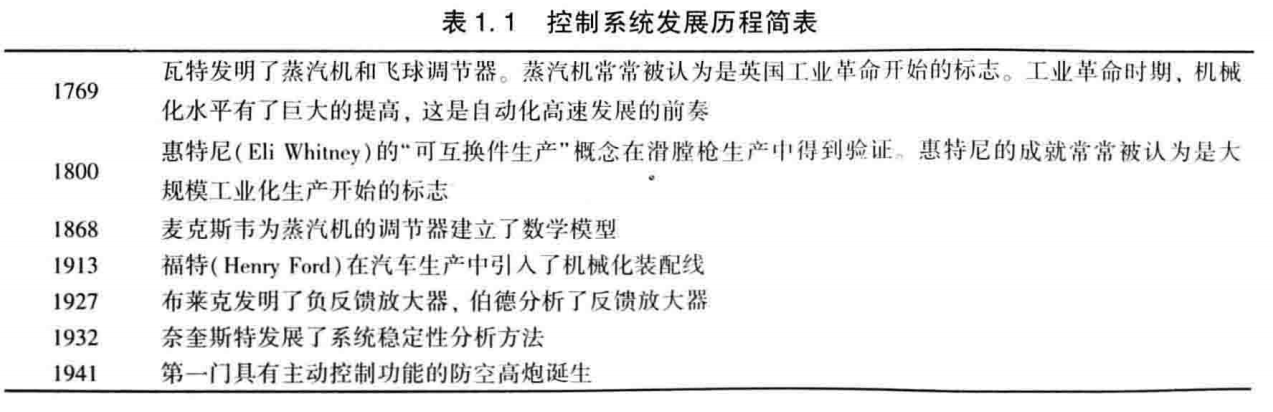 表 1.1 控制系统发展历程简表
1769 瓦特发明了蒸汽机和飞球调节器。蒸汽机常常被认为是英国工业革命开始的标志。工业革命时期，机械
化水平有了巨大的提高，这是自动化高速发展的前奏
1800 惠特尼(Eli Whitney)的“可互换件生产”概念在滑膛枪生产中得到验证。惠特尼的成就常常被认为是大
规模工业化生产开始的标志
1868 麦克斯韦为蒸汽机的调节器建立了数学模型
1913 福特(Henry Ford)在汽车生产中引入了机械化装配线
1927 布莱克发明了负反馈放大器，伯德分析了反馈放大器
1932 奈奎斯特发展了系统稳定性分析方法
1941 第一门具有主动控制功能的防空高炮诞生